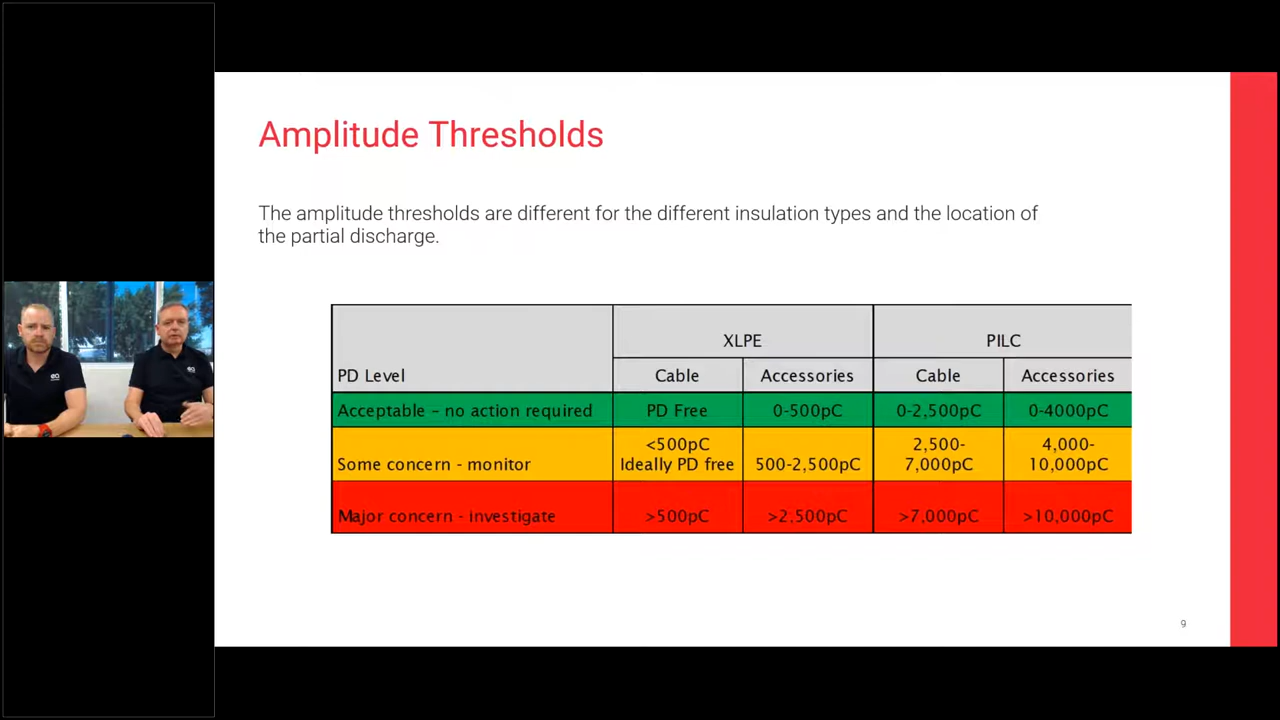 Amplitude Thresholds
The amplitude thresholds are different for the different insulation types and the location of
the partial discharge.
XLPE PILC
PD Level Cable Accessories Cable Accessories
Acceptable – no action required PD Free 0-500pC 0-2,500pC 0-4000pC
<500pC 2,500- 4,000-
Some concern - monitor Ideally PD free 500-2,500pC 7,000pC 10,000pC
Major concern - investigate >500pC >2,500pC >7,000pC >10,000pC
9
ea
ea